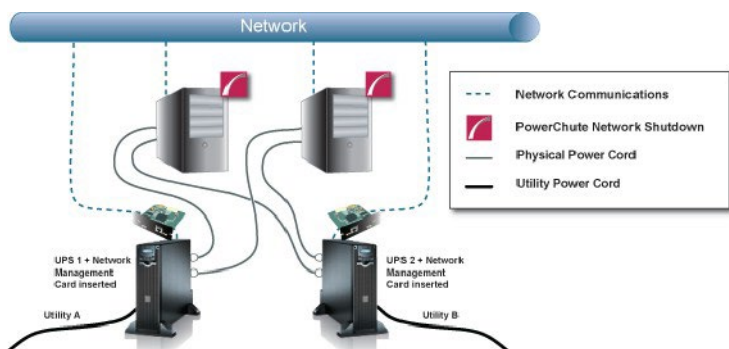 Network
Network Communications
PowerChute Network Shutdown
Physical Power Cord
Utility Power Cord
UPS 1 + Network
Management
Card inserted
UPS 2 + Network
Management
Card inserted
Utility A
Utility B